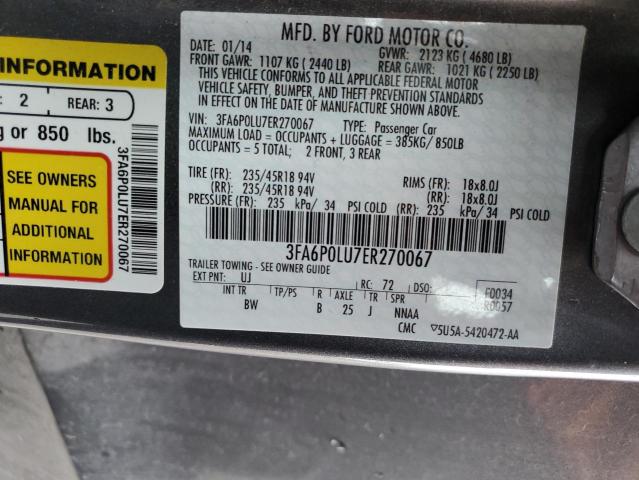 INFORMATION
: 2 REAR: 3
g or 850 lbs.
SEE OWNERS
MANUAL FOR
ADDITIONAL
INFORMATION
3FA6P0LU7ER270067
MFD. BY FORD MOTOR CO.
DATE: 01/14 GVWR: 2123 KG ( 4680 LB)
FRONT GAWR: 1107 KG ( 2440 LB) REAR GAWR: 1021 KG ( 2250 LB)
THIS VEHICLE CONFORMS TO ALL APPLICABLE FEDERAL MOTOR
VEHICLE SAFETY, BUMPER, AND THEFT PREVENTION STANDARDS
IN EFFECT ON THE DATE OF MANUFACTURE SHOWN ABOVE.
VIN: 3FA6P0LU7ER270067 TYPE: Passenger Car
MAXIMUM LOAD = OCCUPANTS + LUGGAGE = 385KG/ 850LB
OCCUPANTS = 5 TOTAL; 2 FRONT, 3 REAR
TIRE (FR): 235/45R18 94V RIMS (FR): 18x8.0J
(RR): 235/45R18 94V (RR): 18x8.0J
PRESSURE (FR): 235 kPa/ 34 PSI COLD (RR): 235 kPa/ 34 PSI COLD
3FA6P0LU7ER270067
TRAILER TOWING - SEE OWNER GUIDE
EXT PNT: UJ RC: 72 DSO: F0034
INT TR TP/PS R AXLE TR SPR R0057
BW B 25 J NNAA
CMC 5U5A-5420472-AA